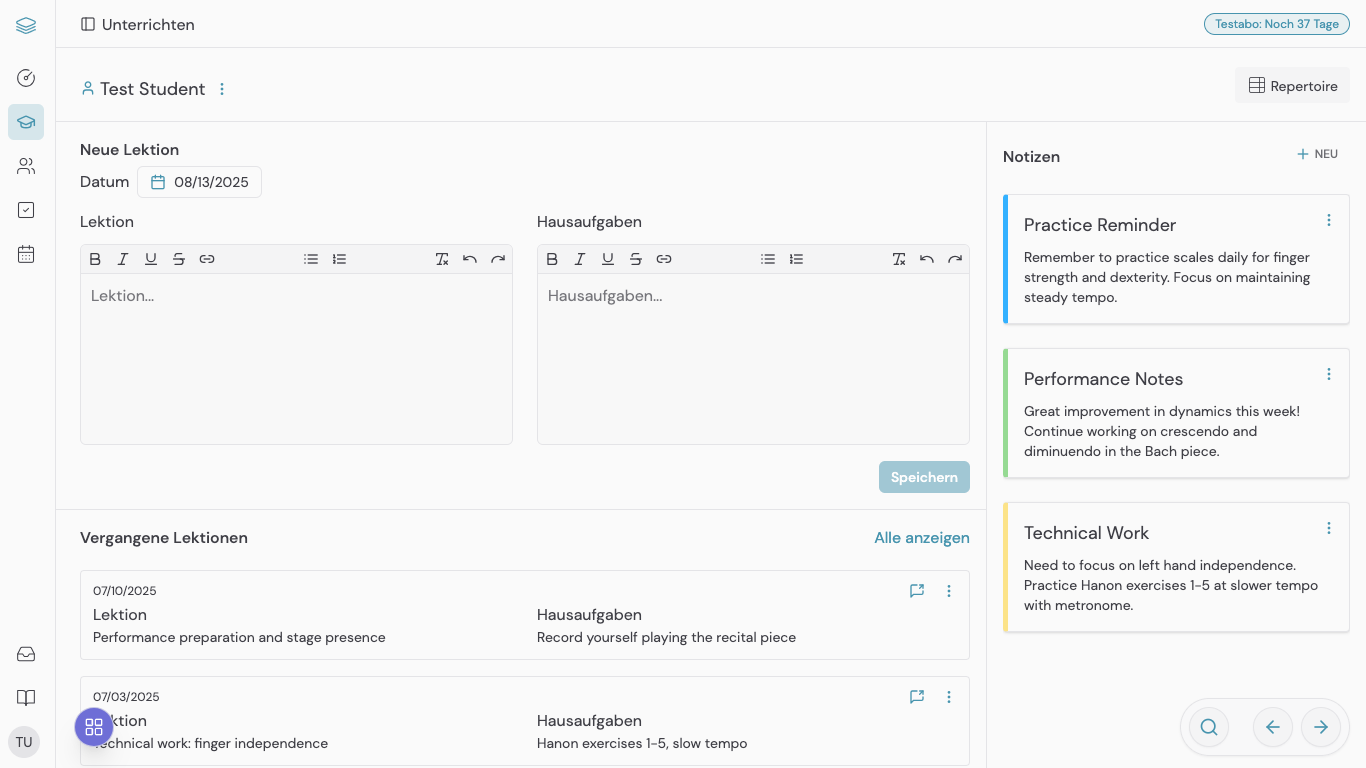 Unterrichten
Testabo: Noch 37 Tage
Test Student
Repertoire
Neue Lektion
Datum
08/13/2025
Lektion
Hausaufgaben
Lektion...
Hausaufgaben...
Speichern
Vergangene Lektionen
Alle anzeigen
07/10/2025
Lektion
Hausaufgaben
Performance preparation and stage presence
Record yourself playing the recital piece
07/03/2025
Lektion
Hausaufgaben
Technical work: finger independence
Hanon exercises 1-5, slow tempo
Notizen
NEU
Practice Reminder
Remember to practice scales daily for finger
strength and dexterity. Focus on maintaining
steady tempo.
Performance Notes
Great improvement in dynamics this week!
Continue working on crescendo and
diminuendo in the Bach piece.
Technical Work
Need to focus on left hand independence.
Practice Hanon exercises 1-5 at slower tempo
with metronome.
TU